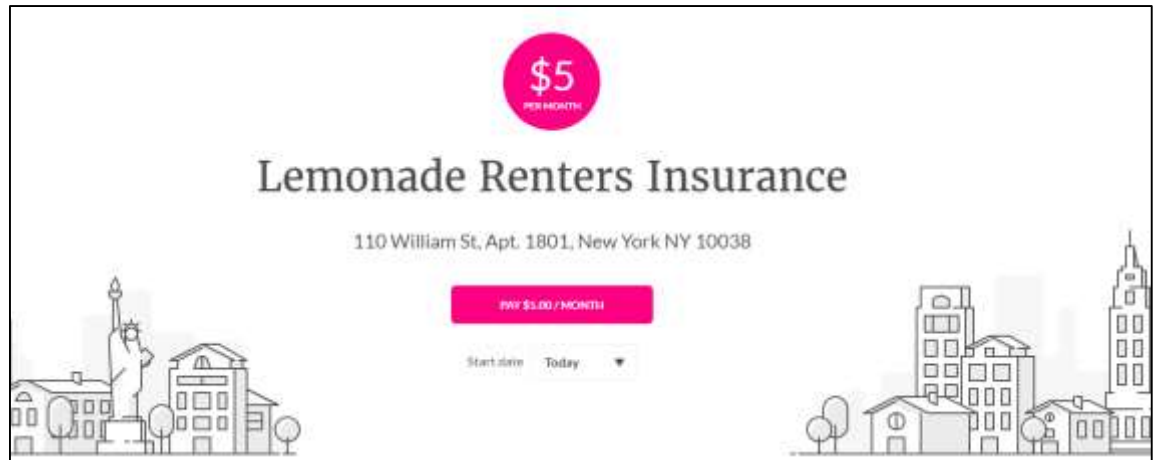 $5
PER MONTH
Lemonade Renters Insurance
110 William St, Apt. 1801, New York NY 10038
PAY $5.00 / MONTH
Start date Today